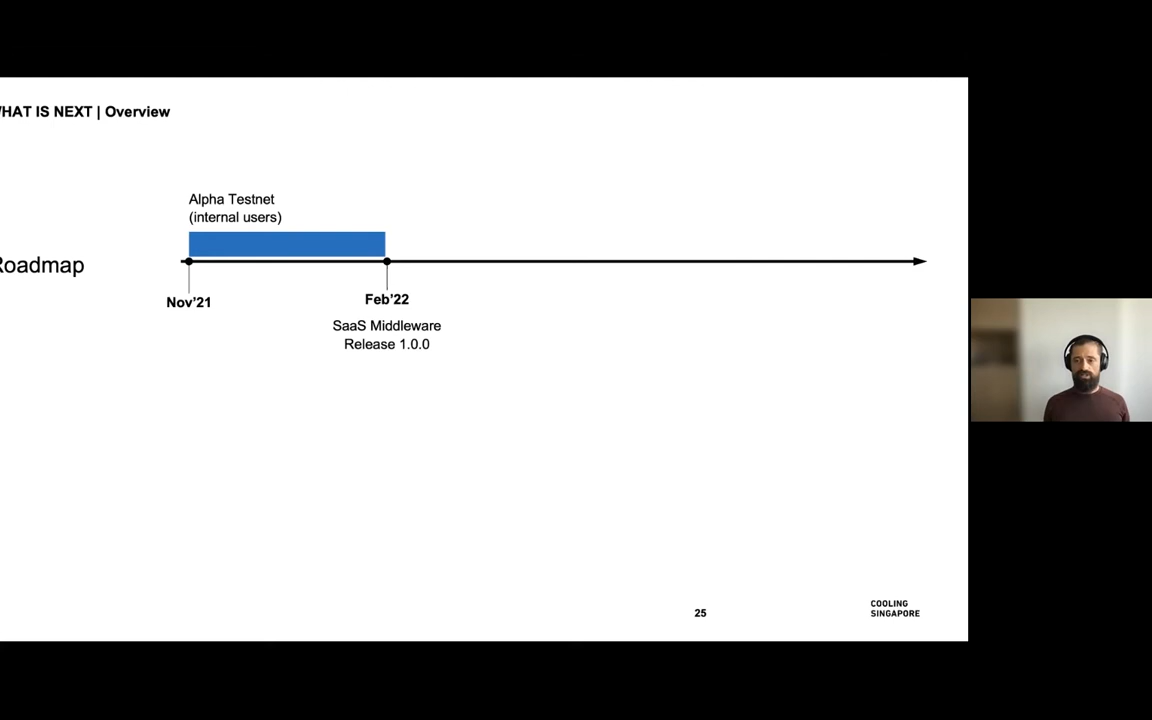 HAT IS NEXT | Overview
Alpha Testnet
(internal users)
oadmap
Nov'21
Feb'22
SaaS Middleware
Release 1.0.0
25
COOLING
SINGAPORE